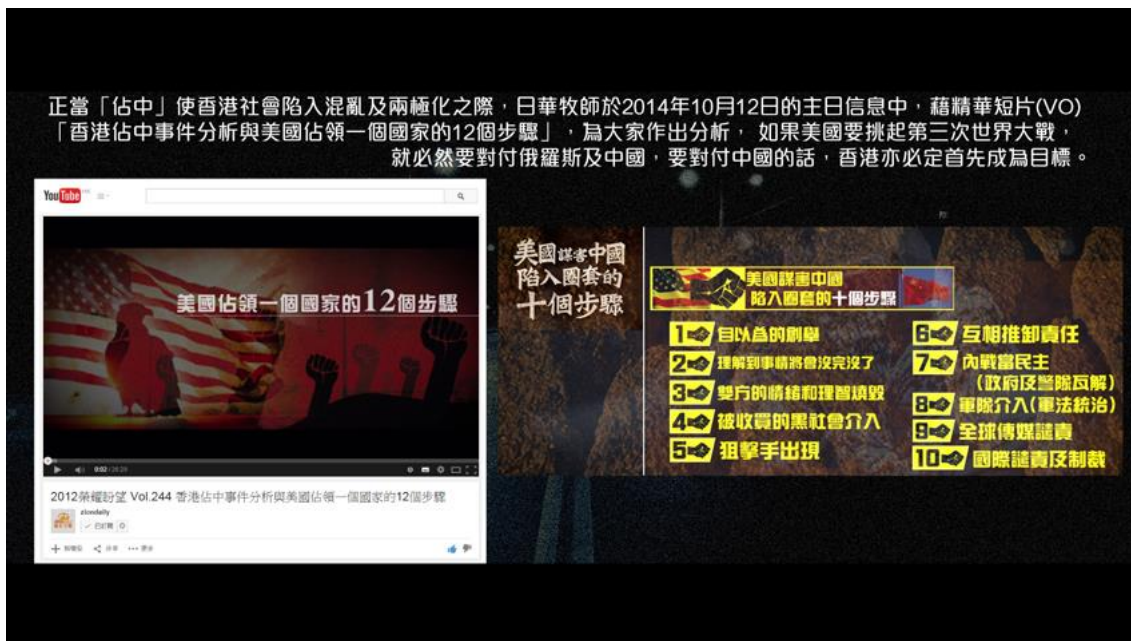 正當「佔中」使香港社會陷入混亂及兩極化之際，日華牧師於2014年10月12日的主日信息中，藉精華短片(VO)
「香港佔中事件分析與美國佔領一個國家的12個步驟」，為大家作出分析， 如果美國要挑起第三次世界大戰，
就必然要對付俄羅斯及中國，要對付中國的話，香港亦必定首先成為目標。
YouTube
美國佔領一個國家的12個步驟
2012榮耀盼望 Vol.244 香港佔中事件分析與美國佔領一個國家的12個步驟
ziondaily
已訂閱
分享
更多
美國謀害中國
陷入圈套的
十個步驟
美國謀害中國
陷入圈套的十個步驟
1 自以為的創舉
2 理解到事情將會沒完沒了
3 雙方的情緒和理智燒毀
4 被收買的黑社會介入
5 狙擊手出現
6 互相推卸責任
7 內戰當民主
(政府及警隊瓦解)
8 軍隊介入(軍法統治)
9 全球傳媒譴責
10 國際譴責及制裁